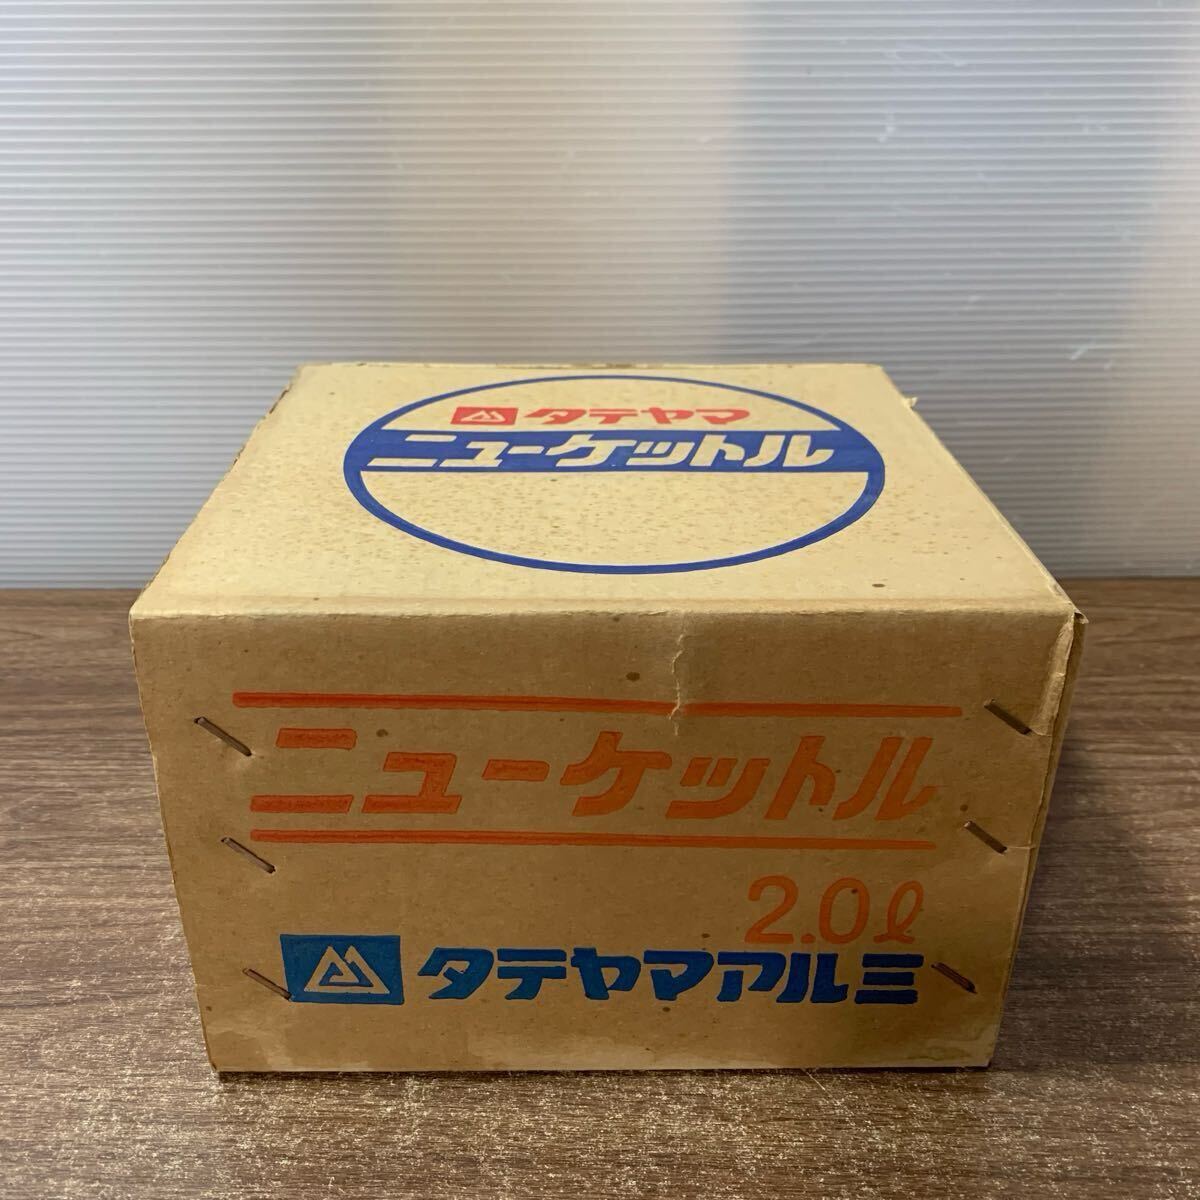 タテヤマ
ニューケットル
ニューケットル
2.0ℓ
タテヤマアルミ